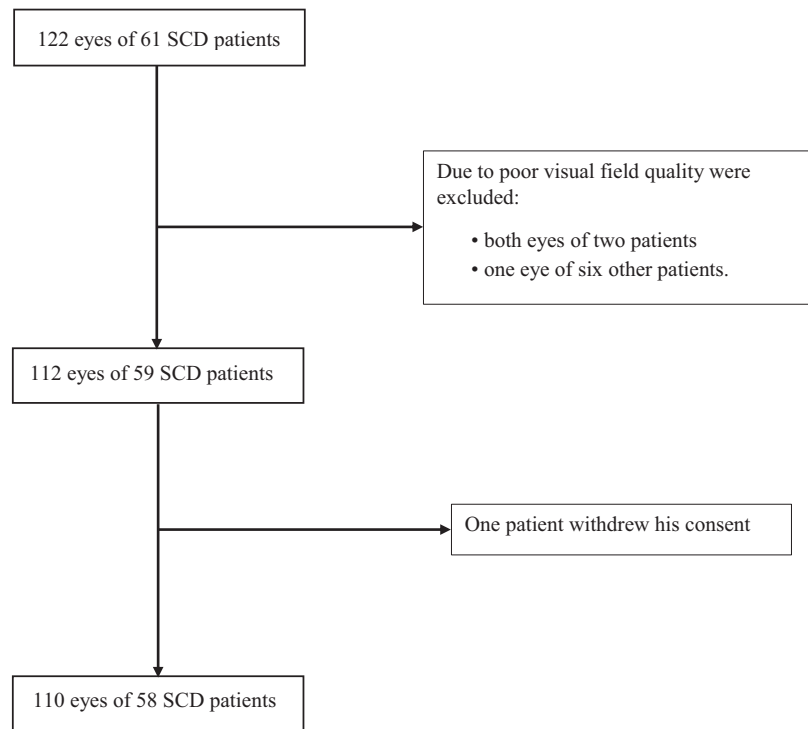 122 eyes of 61 SCD patients
Due to poor visual field quality were
excluded:
• both eyes of two patients
• one eye of six other patients.
112 eyes of 59 SCD patients
One patient withdrew his consent
110 eyes of 58 SCD patients